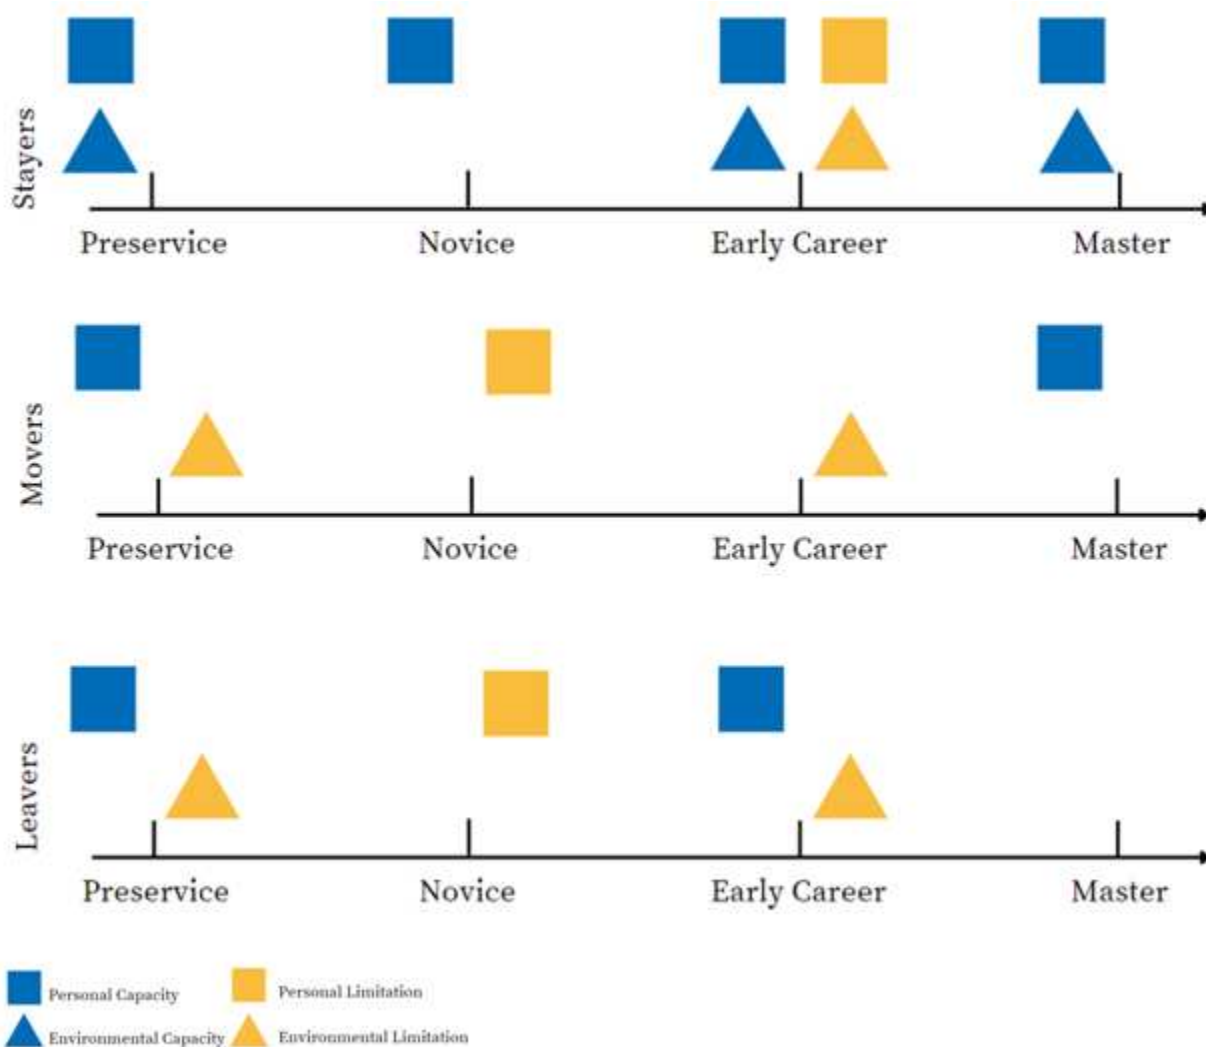 Stayers
Preservice Novice Early Career Master
Movers
Preservice Novice Early Career Master
Leavers
Preservice Novice Early Career Master
Personal Capacity Personal Limitation
Environmental Capacity Environmental Limitation